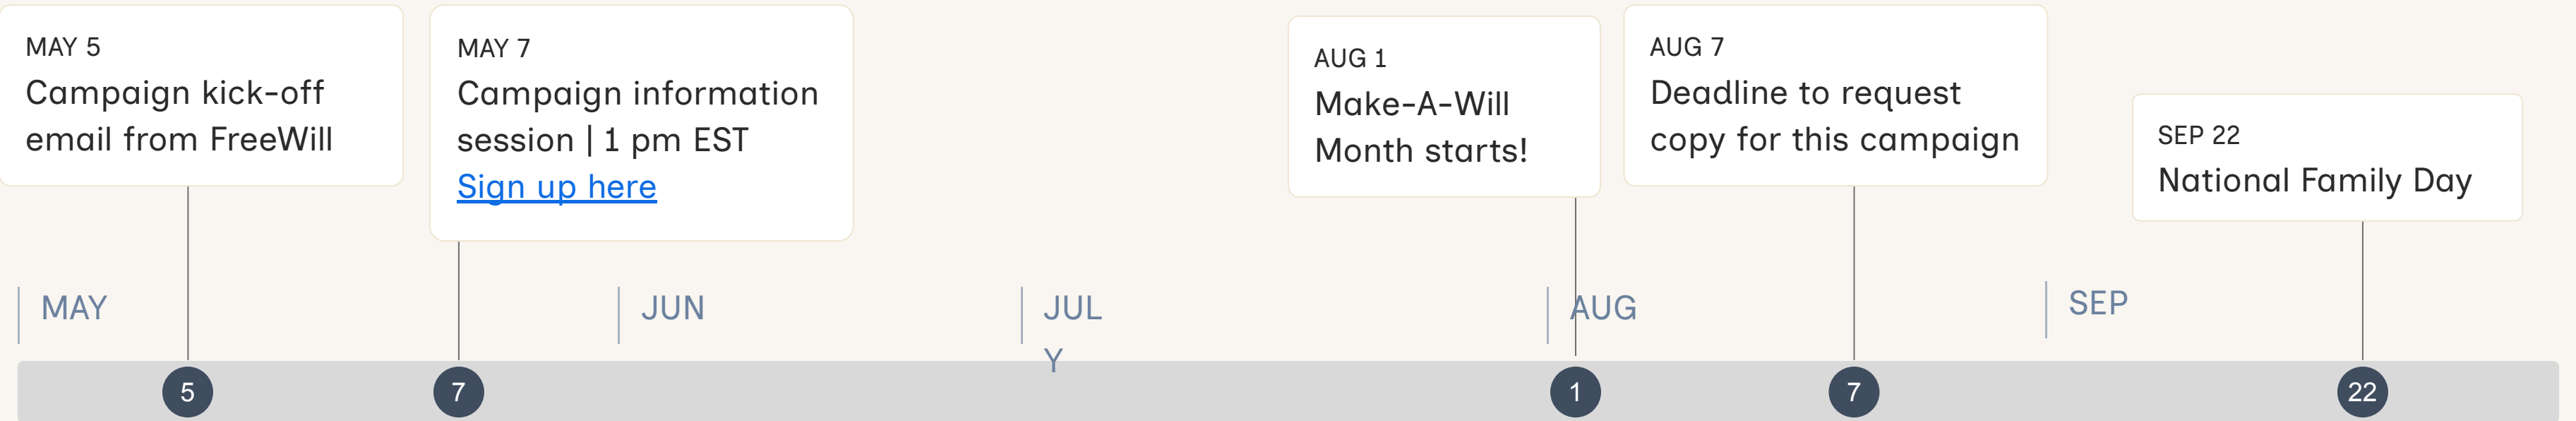 MAY 5
Campaign kick-off
email from FreeWill
MAY 7
Campaign information
session | 1 pm EST
Sign up here
AUG 1
Make-A-Will
Month starts!
AUG 7
Deadline to request
copy for this campaign
SEP 22
National Family Day
MAY
JUN
JUL
Y
AUG
SEP
5
7
1
7
22